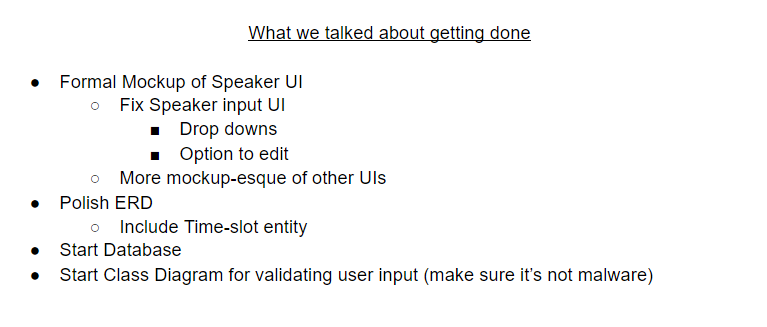 What we talked about getting done
● Formal Mockup of Speaker UI
○ Fix Speaker input UI
■ Drop downs
■ Option to edit
○ More mockup-esque of other UIs
● Polish ERD
○ Include Time-slot entity
● Start Database
● Start Class Diagram for validating user input (make sure it’s not malware)